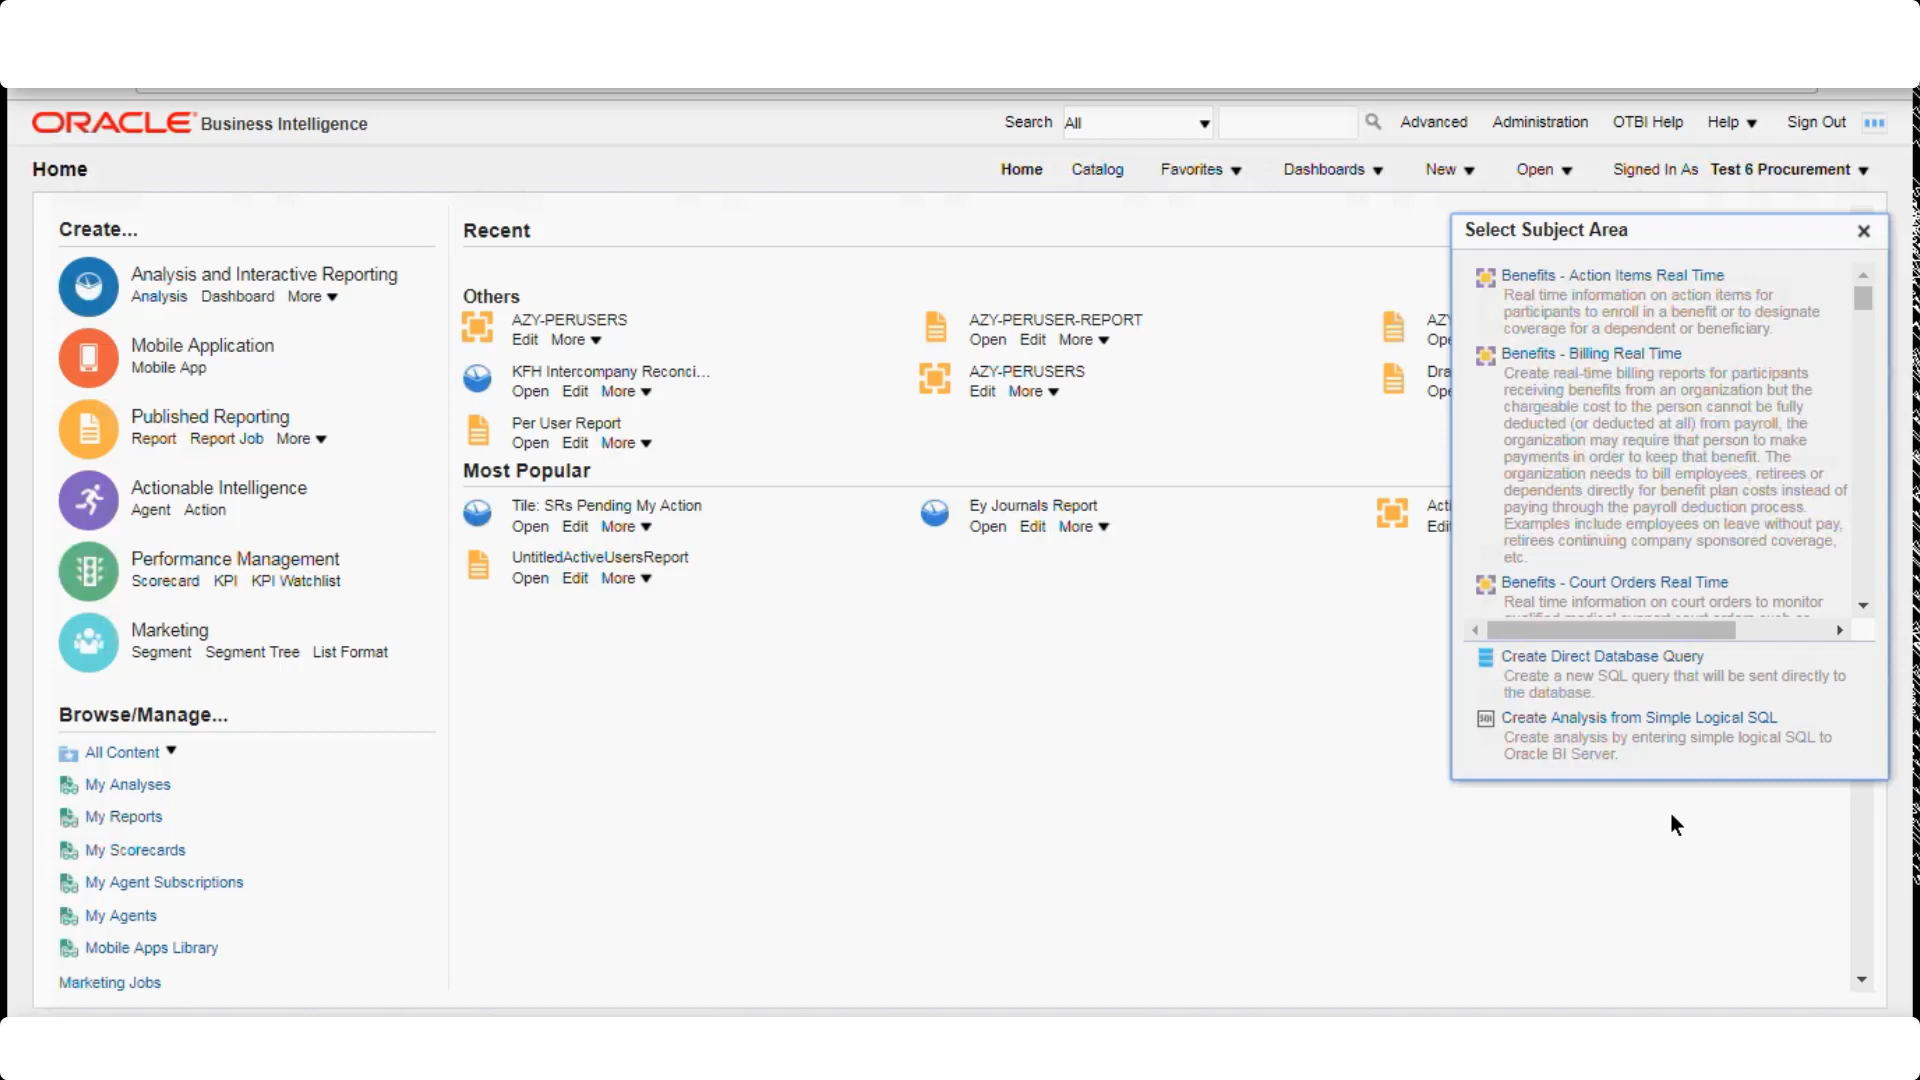 ORACLE Business Intelligence
Search All Advanced Administration OTBI Help Help Sign Out
Home
Home Catalog Favorites Dashboards New Open Signed In As Test 6 Procurement
Create...
Analysis and Interactive Reporting
Analysis Dashboard More
Mobile Application
Mobile App
Published Reporting
Report Report Job More
Actionable Intelligence
Agent Action
Performance Management
Scorecard KPI KPI Watchlist
Marketing
Segment Segment Tree List Format
Browse/Manage...
All Content
My Analyses
My Reports
My Scorecards
My Agent Subscriptions
My Agents
Mobile Apps Library
Marketing Jobs
Recent
Others
AZY-PERUSERS
Edit More
AZY-PERUSER-REPORT
Open Edit More
AZY
Ope
KFH Intercompany Reconci...
Open Edit More
AZY-PERUSERS
Edit More
Dra
Ope
Per User Report
Open Edit More
Most Popular
Tile: SRs Pending My Action
Open Edit More
Ey Journals Report
Open Edit More
Acti
Edit
UntitledActiveUsersReport
Open Edit More
Select Subject Area
Benefits - Action Items Real Time
Real time information on action items for
participants to enroll in a benefit or to designate
coverage for a dependent or beneficiary.
Benefits - Billing Real Time
Create real-time billing reports for participants
receiving benefits from an organization but the
chargeable cost to the person cannot be fully
deducted (or deducted at all) from payroll, the
organization may require that person to make
payments in order to keep that benefit. The
organization needs to bill employees, retirees or
dependents directly for benefit plan costs instead of
paying through the payroll deduction process.
Examples include employees on leave without pay,
retirees continuing company sponsored coverage,
etc.
Benefits - Court Orders Real Time
Real time information on court orders to monitor
Create Direct Database Query
Create a new SQL query that will be sent directly to
the database.
SQL Create Analysis from Simple Logical SQL
Create analysis by entering simple logical SQL to
Oracle BI Server.